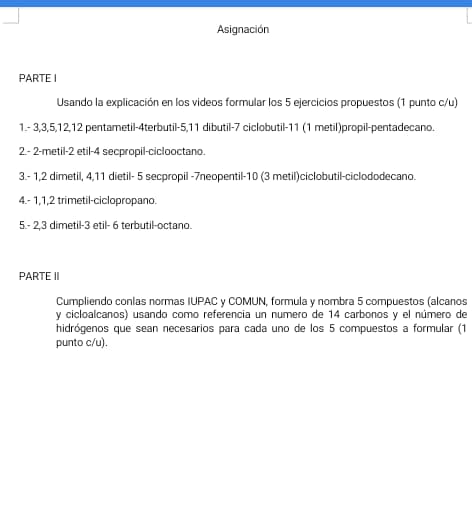 Asignación
PARTE I
Usando la explicación en los videos formular los 5 ejercicios propuestos (1 punto c/u)
1.- 3,3,5,12,12 pentametil-4terbutil-5,11 dibutil-7 ciclobutil-11 (1 metil)propil-pentadecano.
2.- 2-metil-2 etil-4 secpropil-ciclooctano.
3.- 1,2 dimetil, 4,11 dietil- 5 secpropil -7neopentil-10 (3 metil)ciclobutil-ciclododecano.
4.- 1,1,2 trimetil-ciclopropano.
5.- 2,3 dimetil-3 etil- 6 terbutil-octano.
PARTE II
Cumpliendo conlas normas IUPAC y COMUN, formula y nombra 5 compuestos (alcanos
y cicloalcanos) usando como referencia un numero de 14 carbonos y el número de
hidrógenos que sean necesarios para cada uno de los 5 compuestos a formular (1
punto c/u).